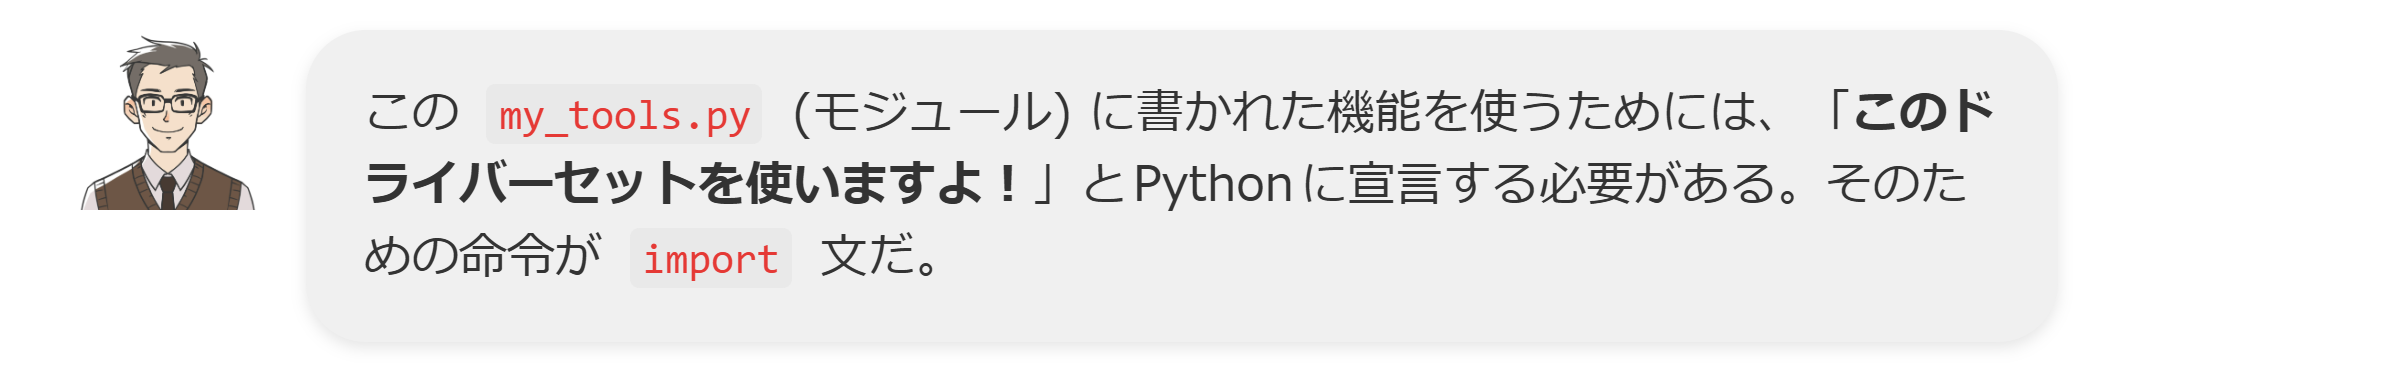 この my_tools.py (モジュール) に書かれた機能を使うためには、「このド
ライバーセットを使いますよ！」とPythonに宣言する必要がある。そのた
めの命令が import 文だ。